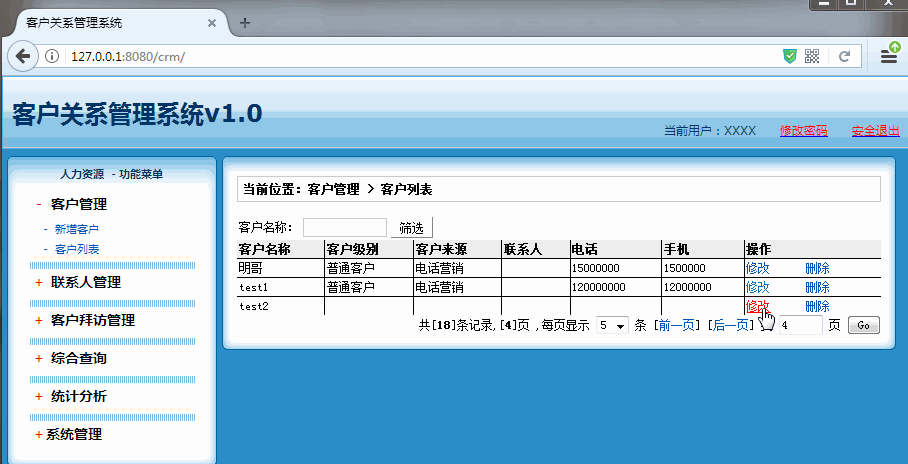 客户关系管理系统
127.0.0.1:8080/crm/
客户关系管理系统v1.0
当前用户：XXXX 修改密码 安全退出
人力资源 - 功能菜单
- 客户管理
- 新增客户
- 客户列表
+ 联系人管理
+ 客户拜访管理
+ 综合查询
+ 统计分析
+ 系统管理
当前位置：客户管理 > 客户列表
客户名称： 筛选
客户名称 客户级别 客户来源 联系人 电话 手机 操作
明哥 普通客户 电话营销 15000000 1500000 修改 删除
test1 普通客户 电话营销 120000000 12000000 修改 删除
test2 修改 删除
共[18]条记录,[4]页 ,每页显示 5 条 [前一页] [后一页] 4 页 Go